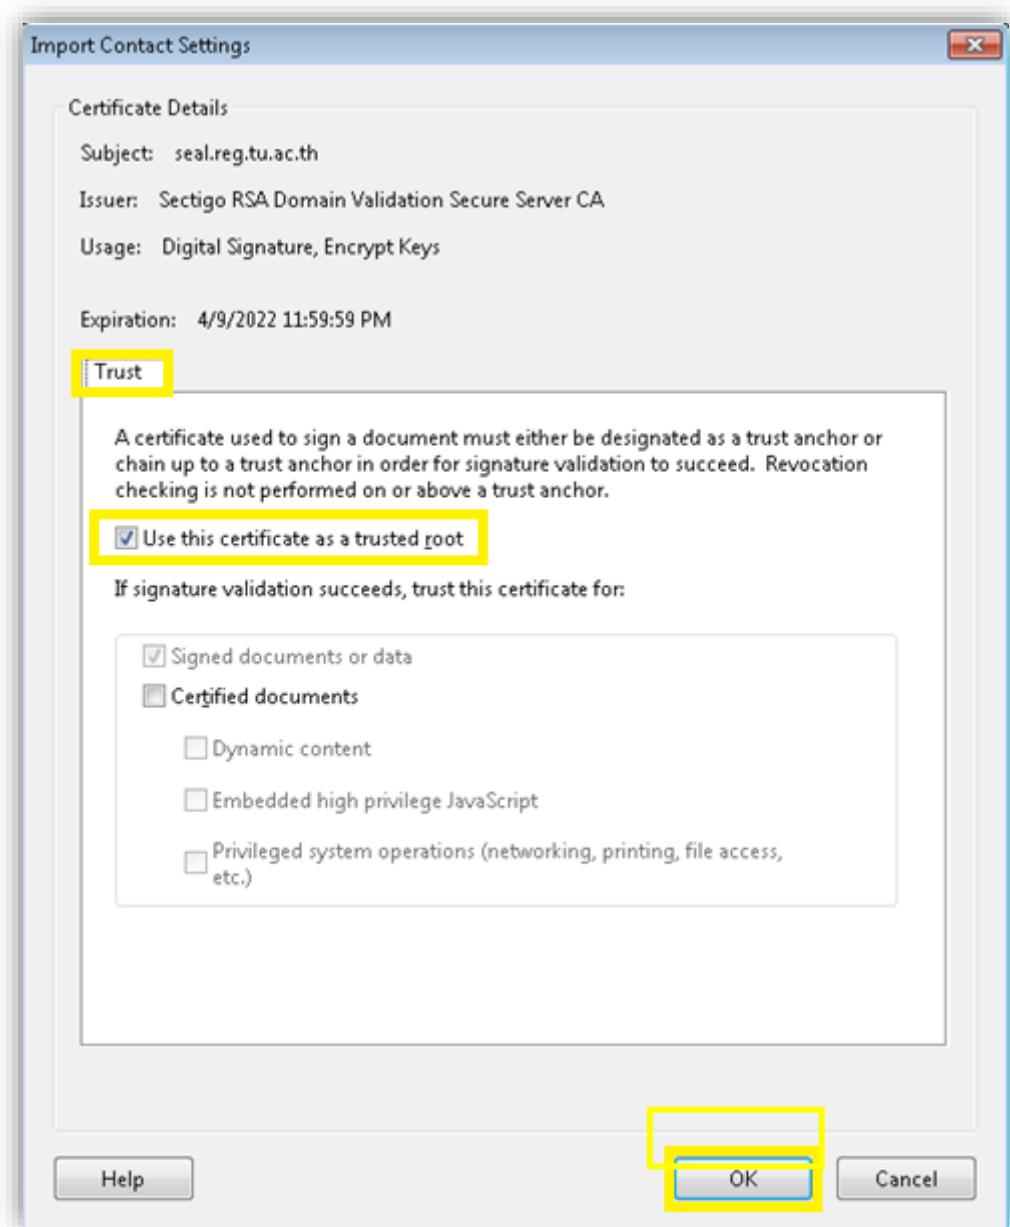 Import Contact Settings
Certificate Details
Subject: seal.reg.tu.ac.th
Issuer: Sectigo RSA Domain Validation Secure Server CA
Usage: Digital Signature, Encrypt Keys
Expiration: 4/9/2022 11:59:59 PM
Trust
A certificate used to sign a document must either be designated as a trust anchor or
chain up to a trust anchor in order for signature validation to succeed. Revocation
checking is not performed on or above a trust anchor.
Use this certificate as a trusted root
If signature validation succeeds, trust this certificate for:
Signed documents or data
Certified documents
Dynamic content
Embedded high privilege JavaScript
Privileged system operations (networking, printing, file access,
etc.)
Help OK Cancel